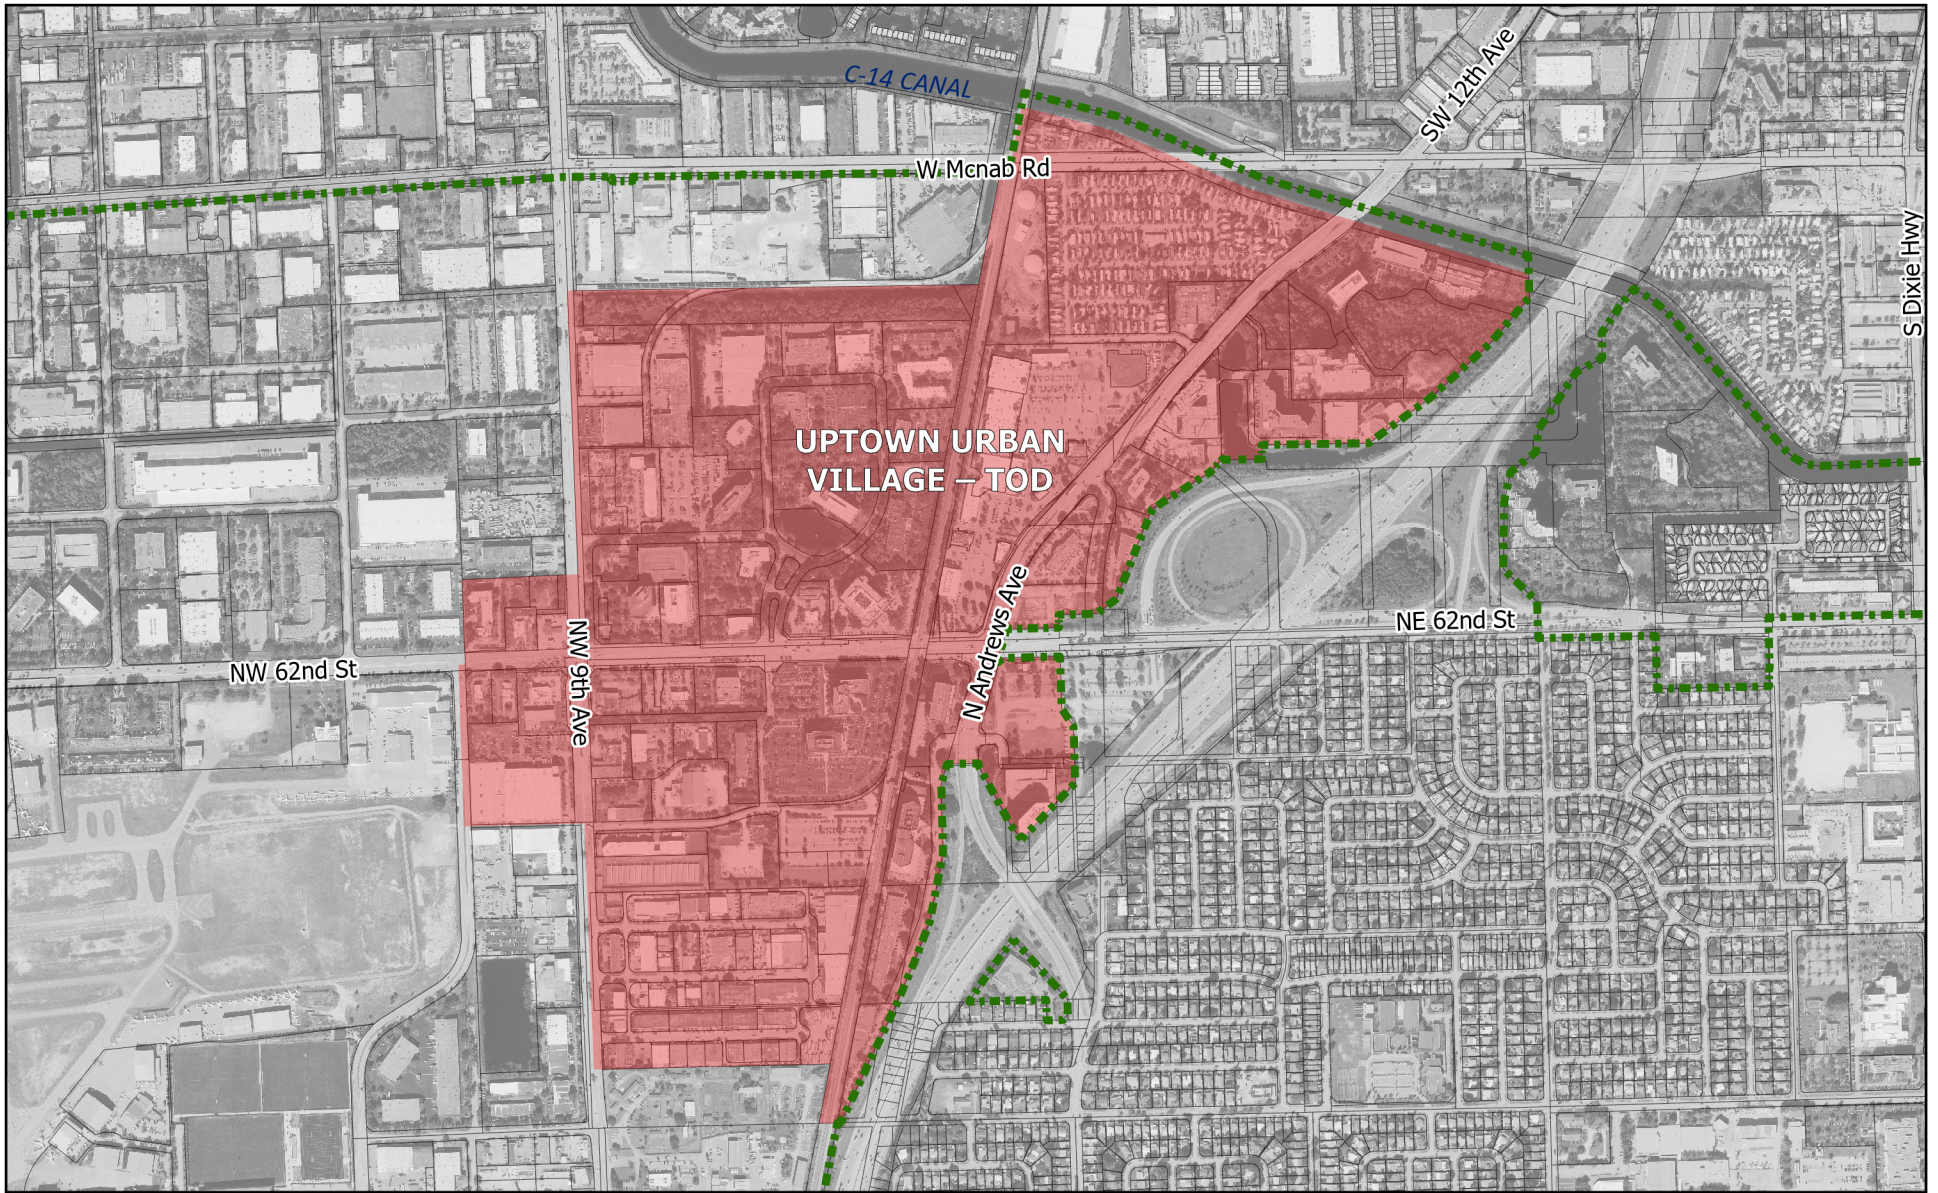 C-14 CANAL
SW 12th Ave
W Mcnab Rd
S Dixie Hwy
UPTOWN URBAN
VILLAGE – TOD
N Andrews Ave
NE 62nd St
NW 62nd St
NW 9th Ave